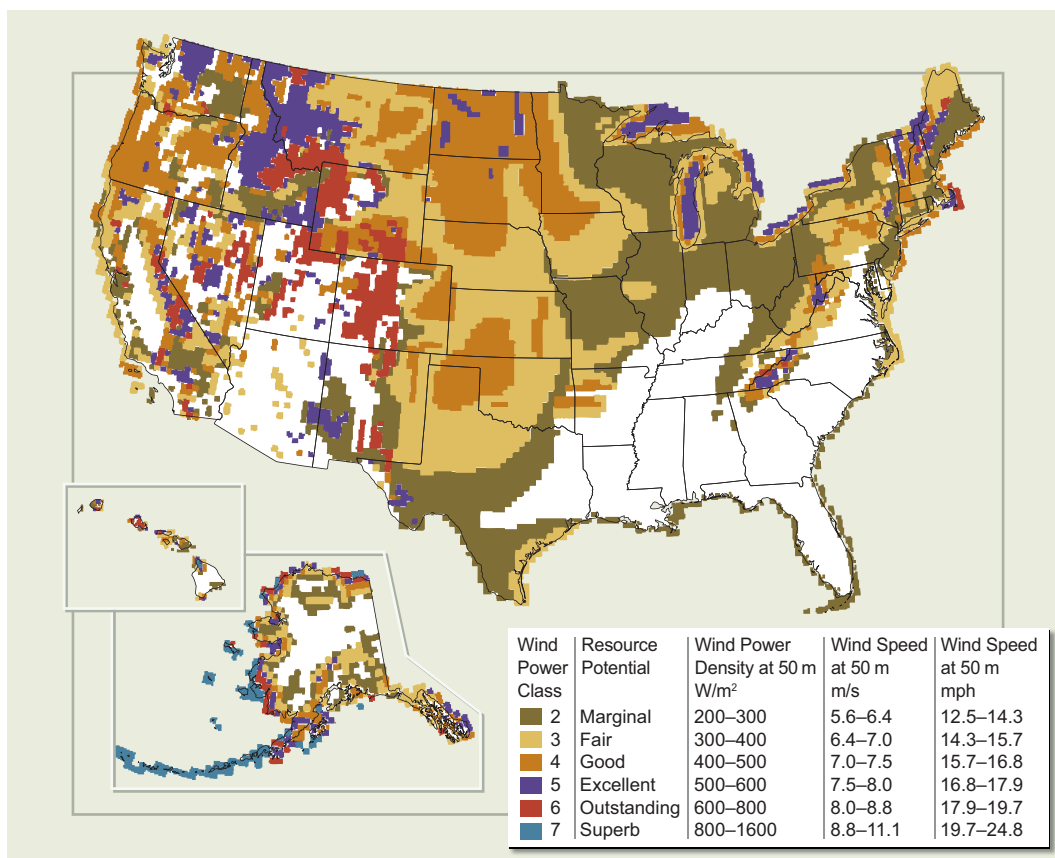 Wind Power Class | Resource Potential | Wind Power Density at 50 m W/m² | Wind Speed at 50 m m/s | Wind Speed at 50 m mph
2 Marginal 200–300 5.6–6.4 12.5–14.3
3 Fair 300–400 6.4–7.0 14.3–15.7
4 Good 400–500 7.0–7.5 15.7–16.8
5 Excellent 500–600 7.5–8.0 16.8–17.9
6 Outstanding 600–800 8.0–8.8 17.9–19.7
7 Superb 800–1600 8.8–11.1 19.7–24.8